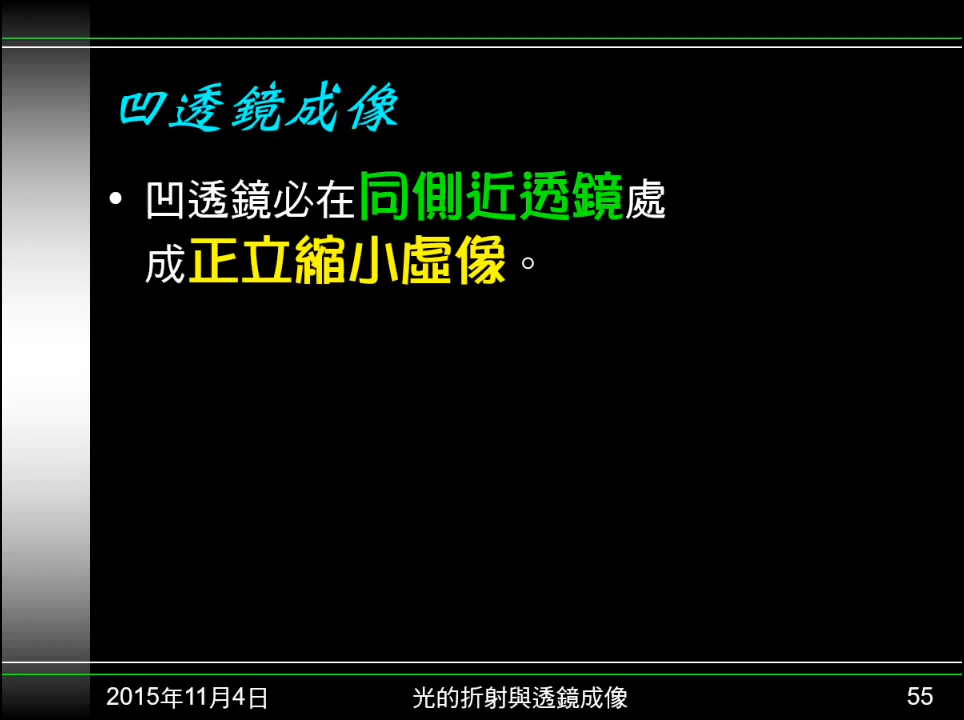 凹透鏡成像
• 凹透鏡必在同側近透鏡處
成正立縮小虛像。
2015年11月4日
光的折射與透鏡成像
55